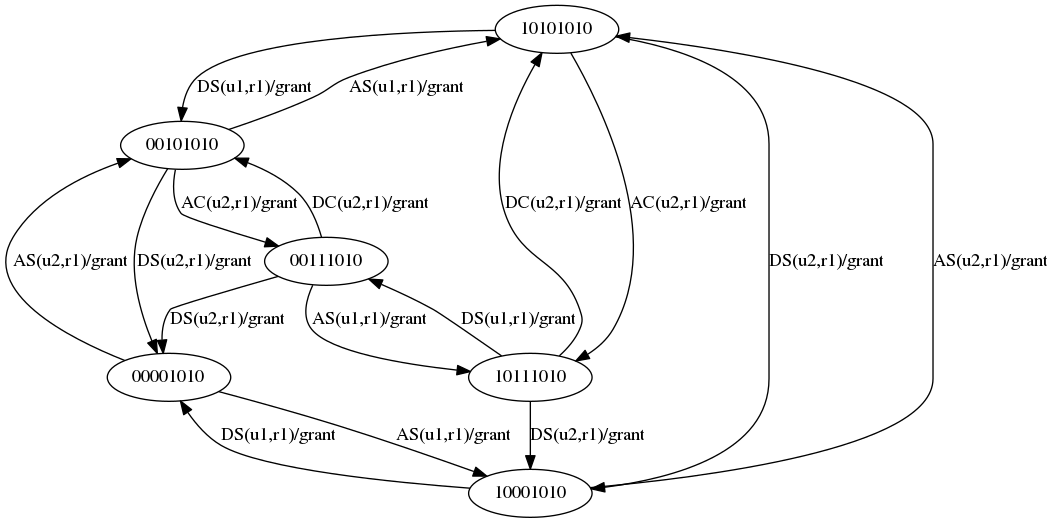 10101010
DS(u1,r1)/grant
AS(u1,r1)/grant
00101010
AC(u2,r1)/grant
DC(u2,r1)/grant
DC(u2,r1)/grant
AC(u2,r1)/grant
AS(u2,r1)/grant
DS(u2,r1)/grant
00111010
DS(u2,r1)/grant
AS(u2,r1)/grant
DS(u2,r1)/grant
AS(u1,r1)/grant
DS(u1,r1)/grant
00001010
10111010
DS(u1,r1)/grant
AS(u1,r1)/grant
DS(u2,r1)/grant
10001010